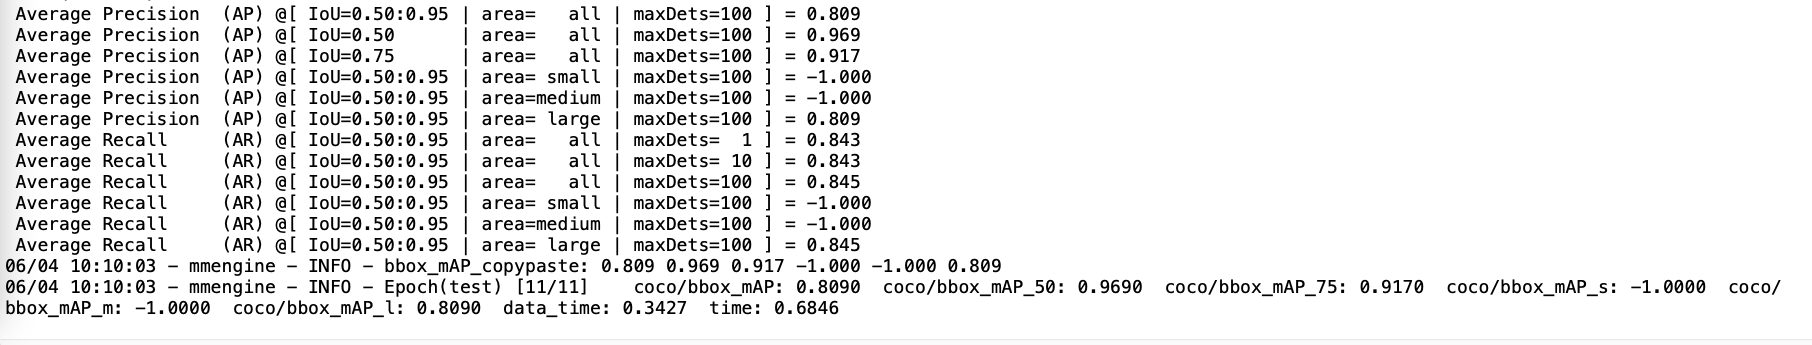 Average Precision  (AP) @[ IoU=0.50:0.95 | area=   all | maxDets=100 ] = 0.809
Average Precision  (AP) @[ IoU=0.50      | area=   all | maxDets=100 ] = 0.969
Average Precision  (AP) @[ IoU=0.75      | area=   all | maxDets=100 ] = 0.917
Average Precision  (AP) @[ IoU=0.50:0.95 | area= small | maxDets=100 ] = -1.000
Average Precision  (AP) @[ IoU=0.50:0.95 | area=medium | maxDets=100 ] = -1.000
Average Precision  (AP) @[ IoU=0.50:0.95 | area= large | maxDets=100 ] = 0.809
Average Recall     (AR) @[ IoU=0.50:0.95 | area=   all | maxDets=  1 ] = 0.843
Average Recall     (AR) @[ IoU=0.50:0.95 | area=   all | maxDets= 10 ] = 0.843
Average Recall     (AR) @[ IoU=0.50:0.95 | area=   all | maxDets=100 ] = 0.845
Average Recall     (AR) @[ IoU=0.50:0.95 | area= small | maxDets=100 ] = -1.000
Average Recall     (AR) @[ IoU=0.50:0.95 | area=medium | maxDets=100 ] = -1.000
Average Recall     (AR) @[ IoU=0.50:0.95 | area= large | maxDets=100 ] = 0.845
06/04 10:10:03 - mmengine - INFO - bbox_mAP_copypaste: 0.809 0.969 0.917 -1.000 -1.000 0.809
06/04 10:10:03 - mmengine - INFO - Epoch(test) [11/11]    coco/bbox_mAP: 0.8090  coco/bbox_mAP_50: 0.9690  coco/bbox_mAP_75: 0.9170  coco/bbox_mAP_s: -1.0000  coco/
bbox_mAP_m: -1.0000  coco/bbox_mAP_l: 0.8090  data_time: 0.3427  time: 0.6846